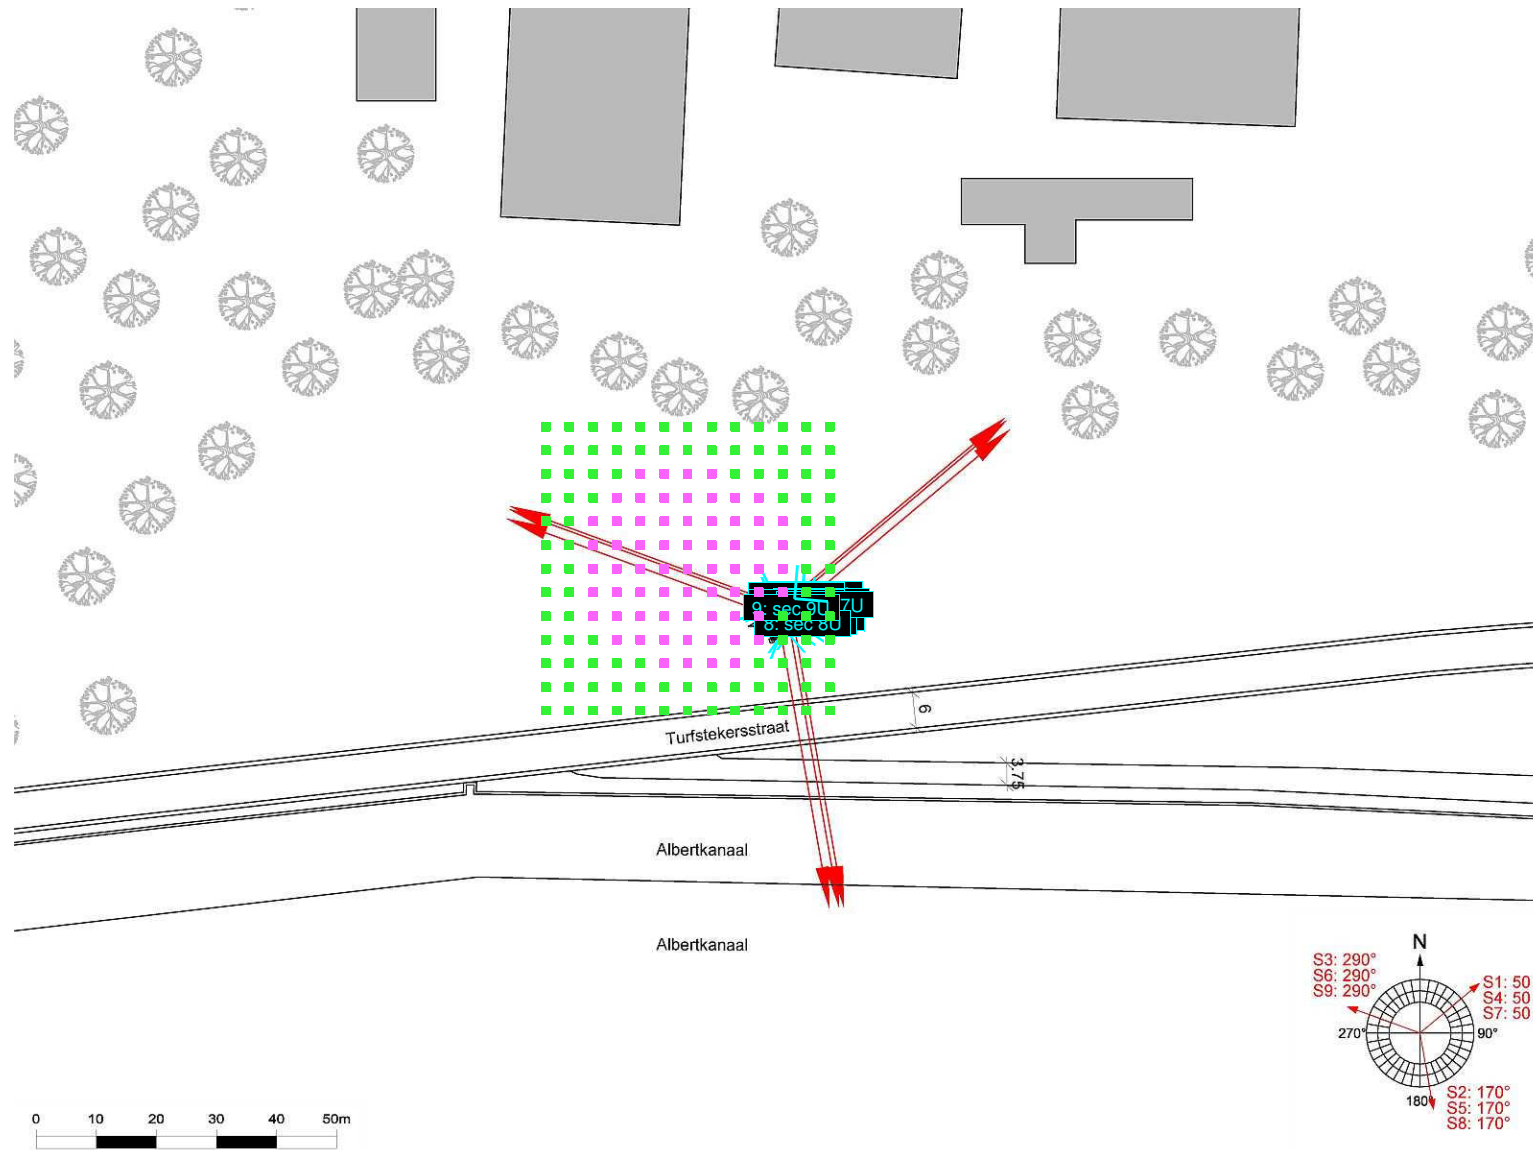 9: sec 9U
7U
8: sec 8U
6
Turfstekersstraat
3,75
Albertkanaal
Albertkanaal
N
S3: 290°
S6: 290°
S9: 290°
S1: 50
S4: 50
S7: 50
270°
90°
180°
S2: 170°
S5: 170°
S8: 170°
0 10 20 30 40 50m